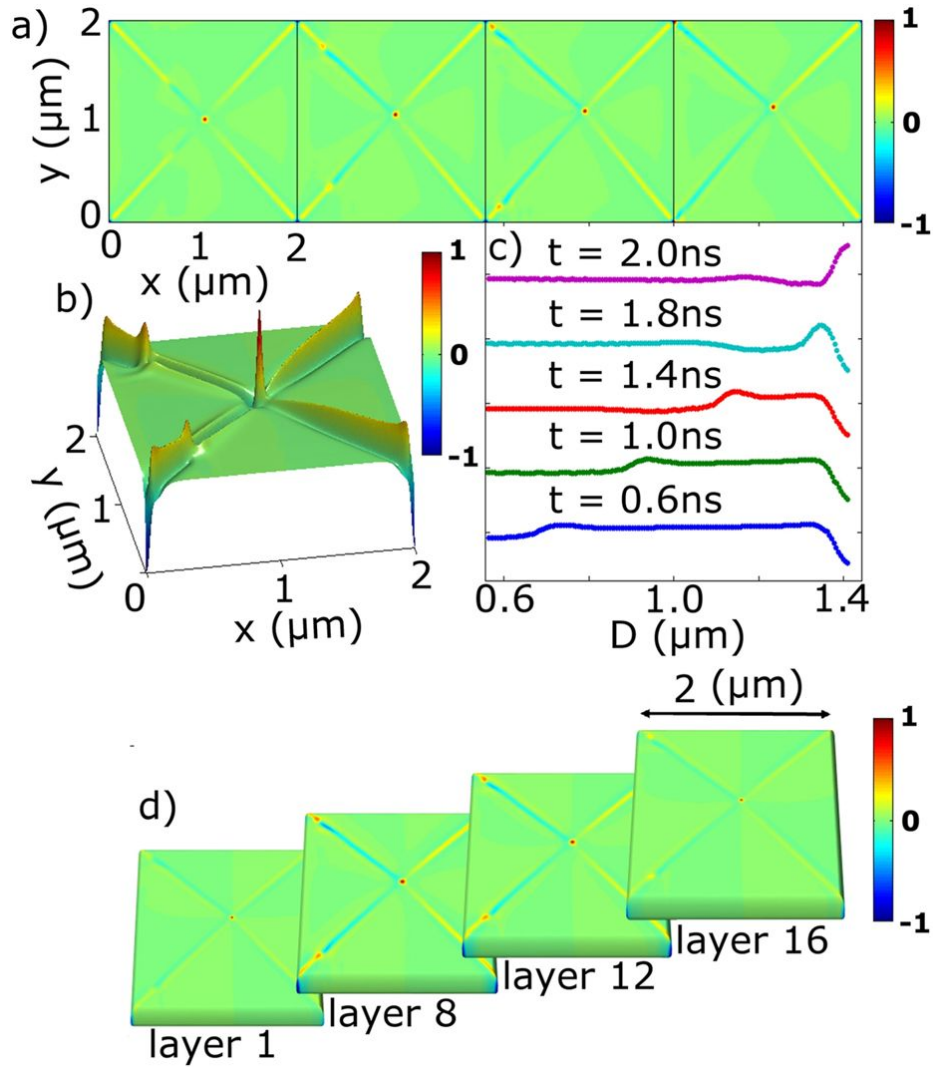 a)
2
1
0
y (μm)
0
1
2
x (μm)
1
0
-1
b)
1
0
-1
2
1
y (μm)
0
1
2
x (μm)
c)
t = 2.0ns
t = 1.8ns
t = 1.4ns
t = 1.0ns
t = 0.6ns
0.6
1.0
1.4
D (μm)
d)
2 (μm)
1
0
-1
layer 1
layer 8
layer 12
layer 16